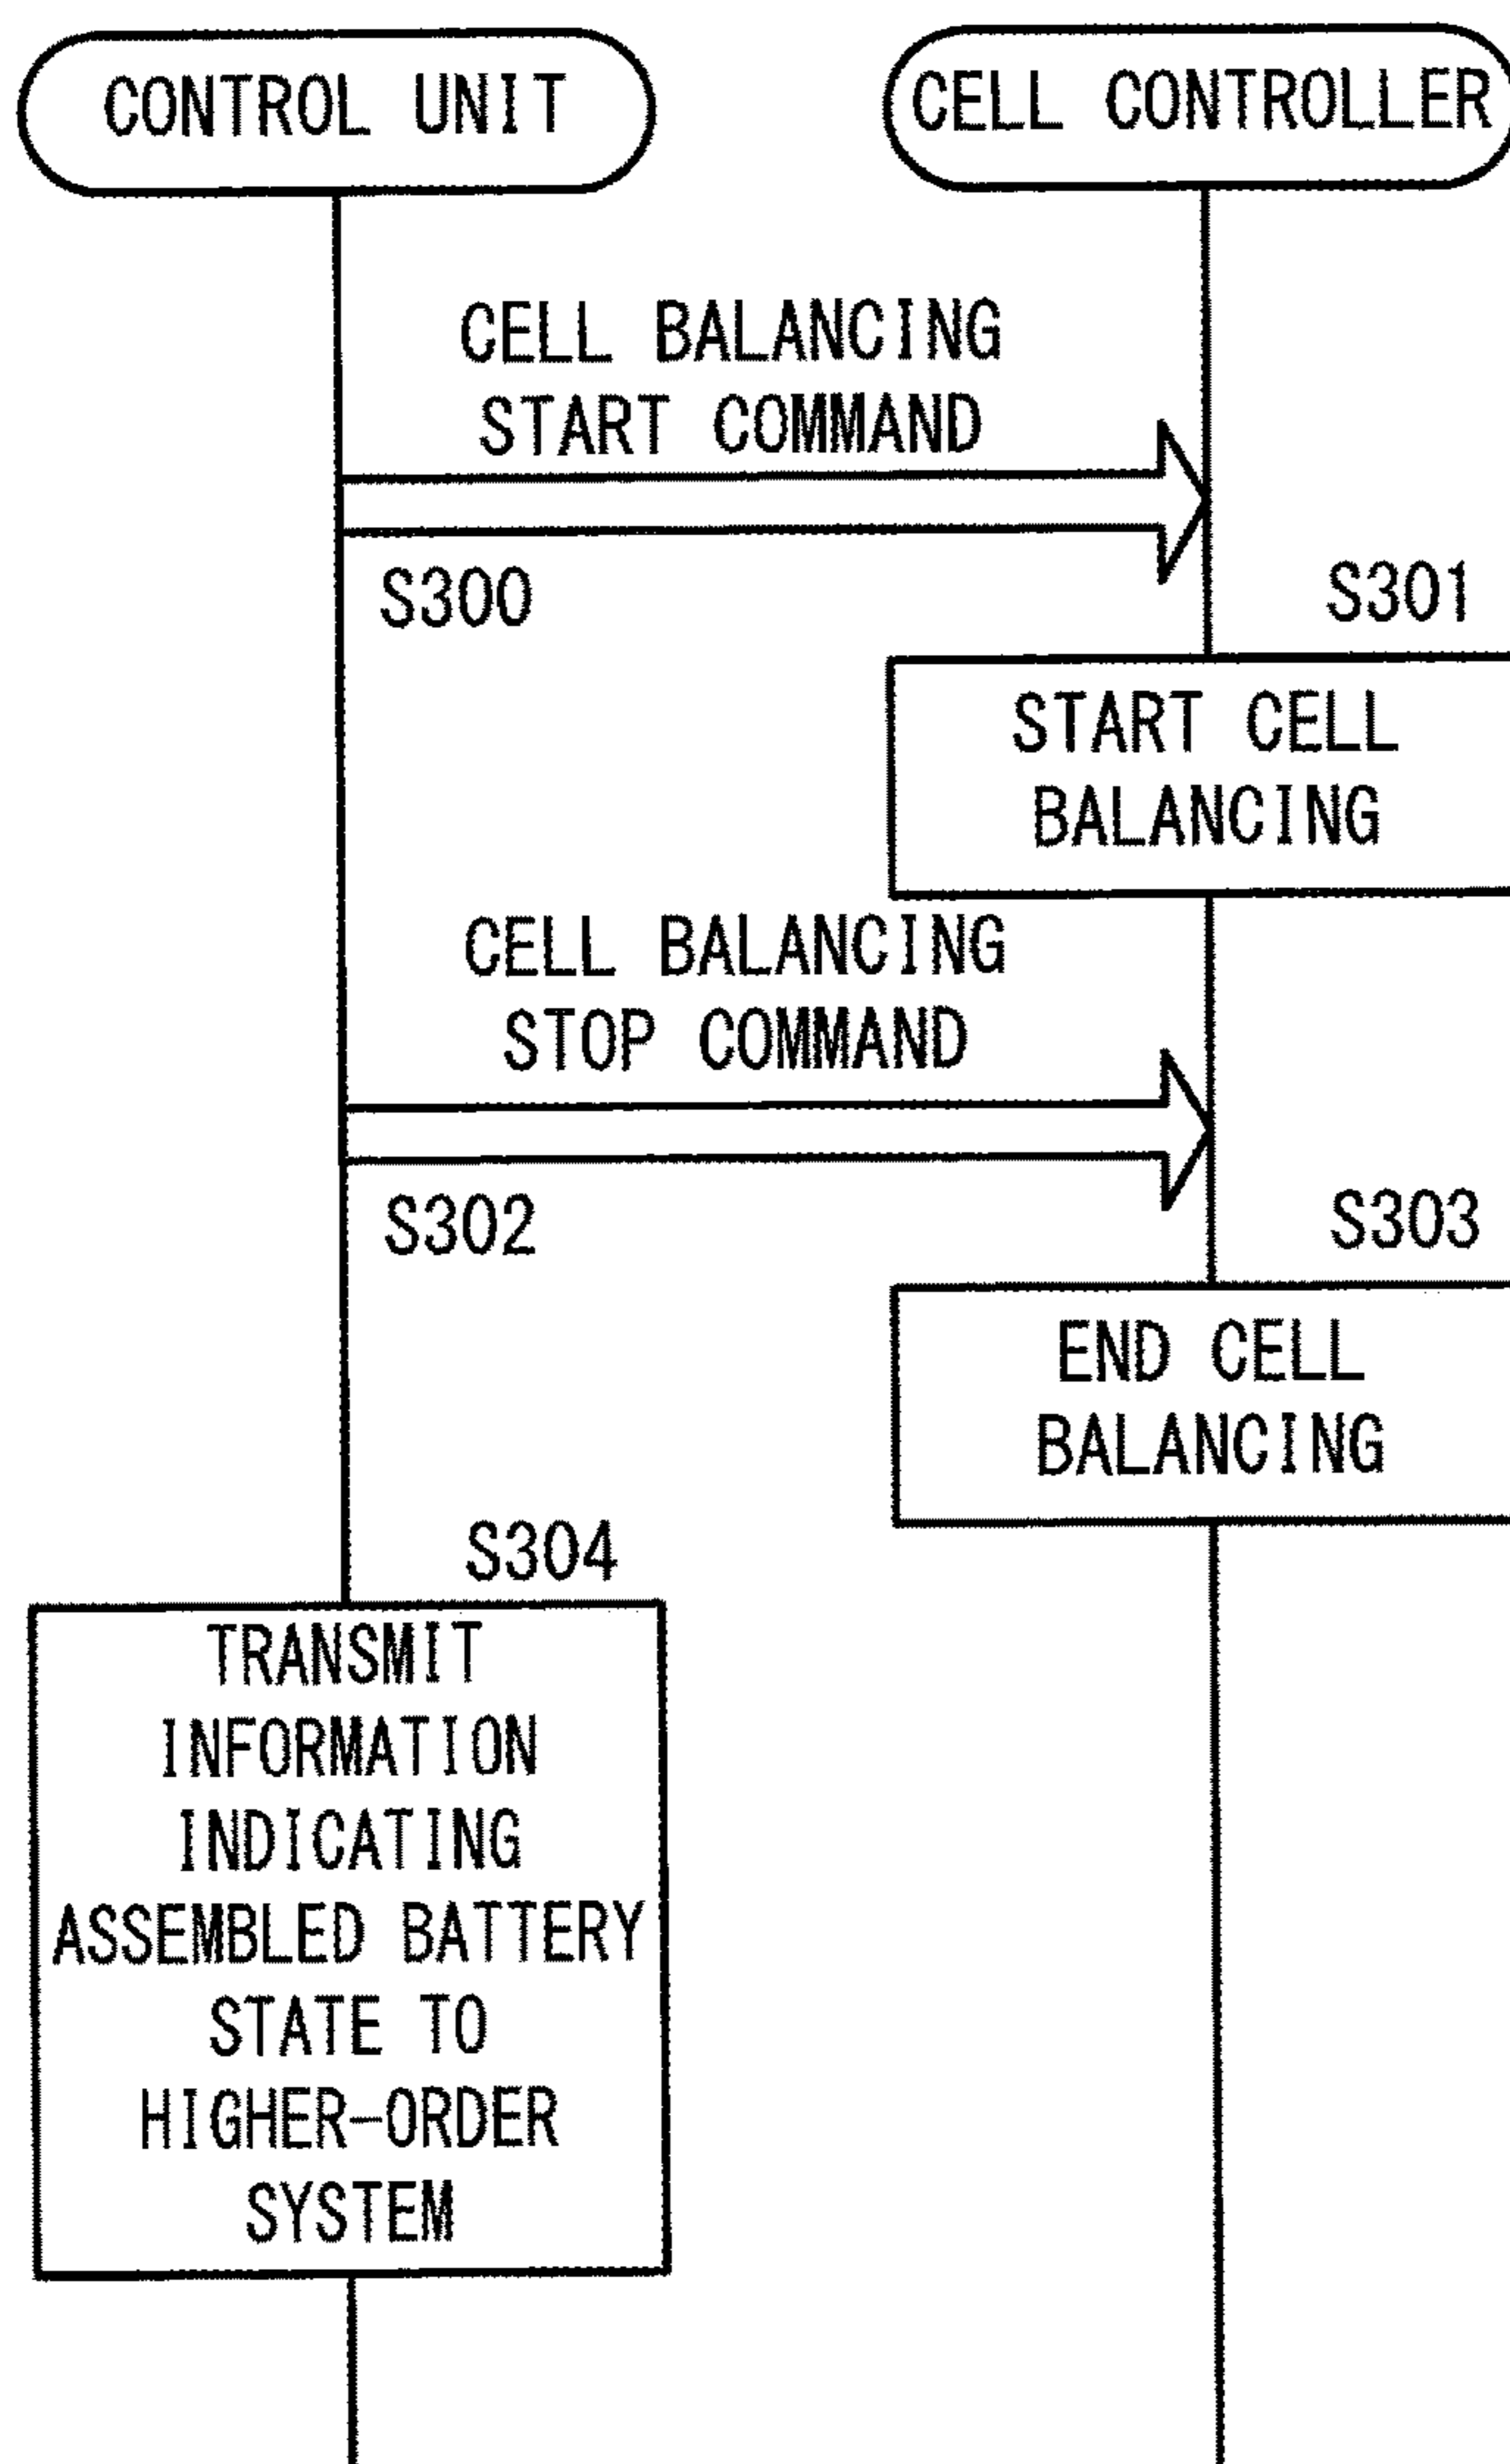 CONTROL UNIT
CELL CONTROLLER
CELL BALANCING
START COMMAND
S300
S301
START CELL
BALANCING
CELL BALANCING
STOP COMMAND
S302
S303
END CELL
BALANCING
S304
TRANSMIT
INFORMATION
INDICATING
ASSEMBLED BATTERY
STATE TO
HIGHER-ORDER
SYSTEM